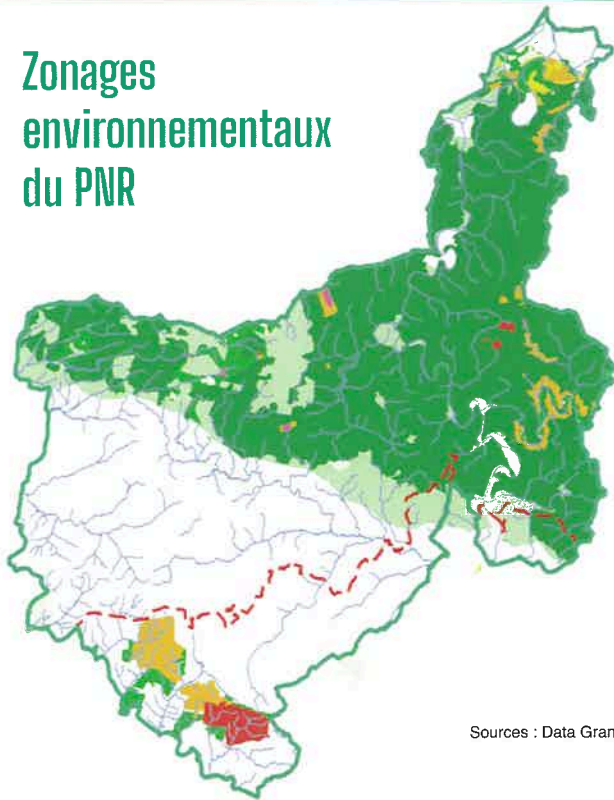 Zonages
environnementaux
du PNR
Sources : Data Gran